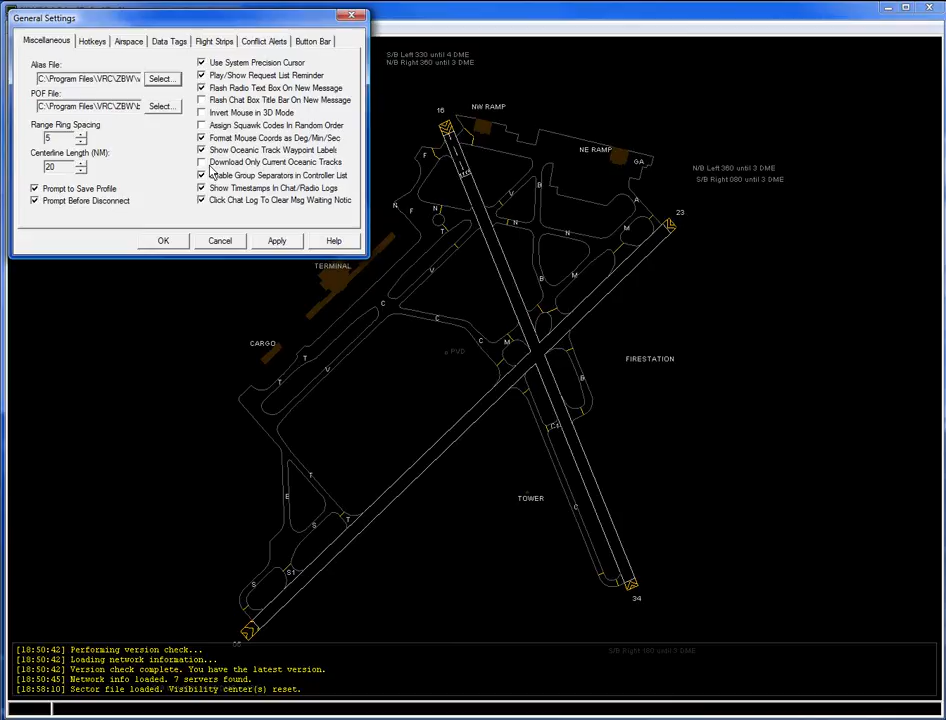 General Settings
Miscellaneous
Hotkeys
Airspace
Data Tags
Flight Strips
Conflict Alerts
Button Bar
Alias File:
C:\Program Files\VRC\ZBW\v
Select...
POF File:
C:\Program Files\VRC\ZBW\b
Select...
Range Ring Spacing
5
Centerline Length (NM):
20
Prompt to Save Profile
Prompt Before Disconnect
Use System Precision Cursor
Play/Show Request List Reminder
Flash Radio Text Box On New Message
Flash Chat Box Title Bar On New Message
Invert Mouse in 3D Mode
Assign Squawk Codes In Random Order
Format Mouse Coords as Deg/Min/Sec
Show Oceanic Track Waypoint Labels
Download Only Current Oceanic Tracks
Enable Group Separators in Controller List
Show Timestamps In Chat/Radio Logs
Click Chat Log To Clear Msg Waiting Notic
OK
Cancel
Apply
Help
S/B Left 330 until 4 DME
N/B Right 360 until 3 DME
16
NW RAMP
NE RAMP
GA
N/B Left 360 until 3 DME
S/B Right 080 until 3 DME
F
V
B
A
23
N
F
N
T
N
N
M
V
B
M
TERMINAL
C
C
C
M
CARGO
PVD
FIRESTATION
T
T
V
B
C1
T
E
TOWER
C
S
T
S1
S
34
S/B Right 180 until 3 DME
[18:50:42] Performing version check...
[18:50:42] Loading network information...
[18:50:42] Version check complete. You have the latest version.
[18:50:45] Network info loaded. 7 servers found.
[18:58:10] Sector file loaded. Visibility center(s) reset.